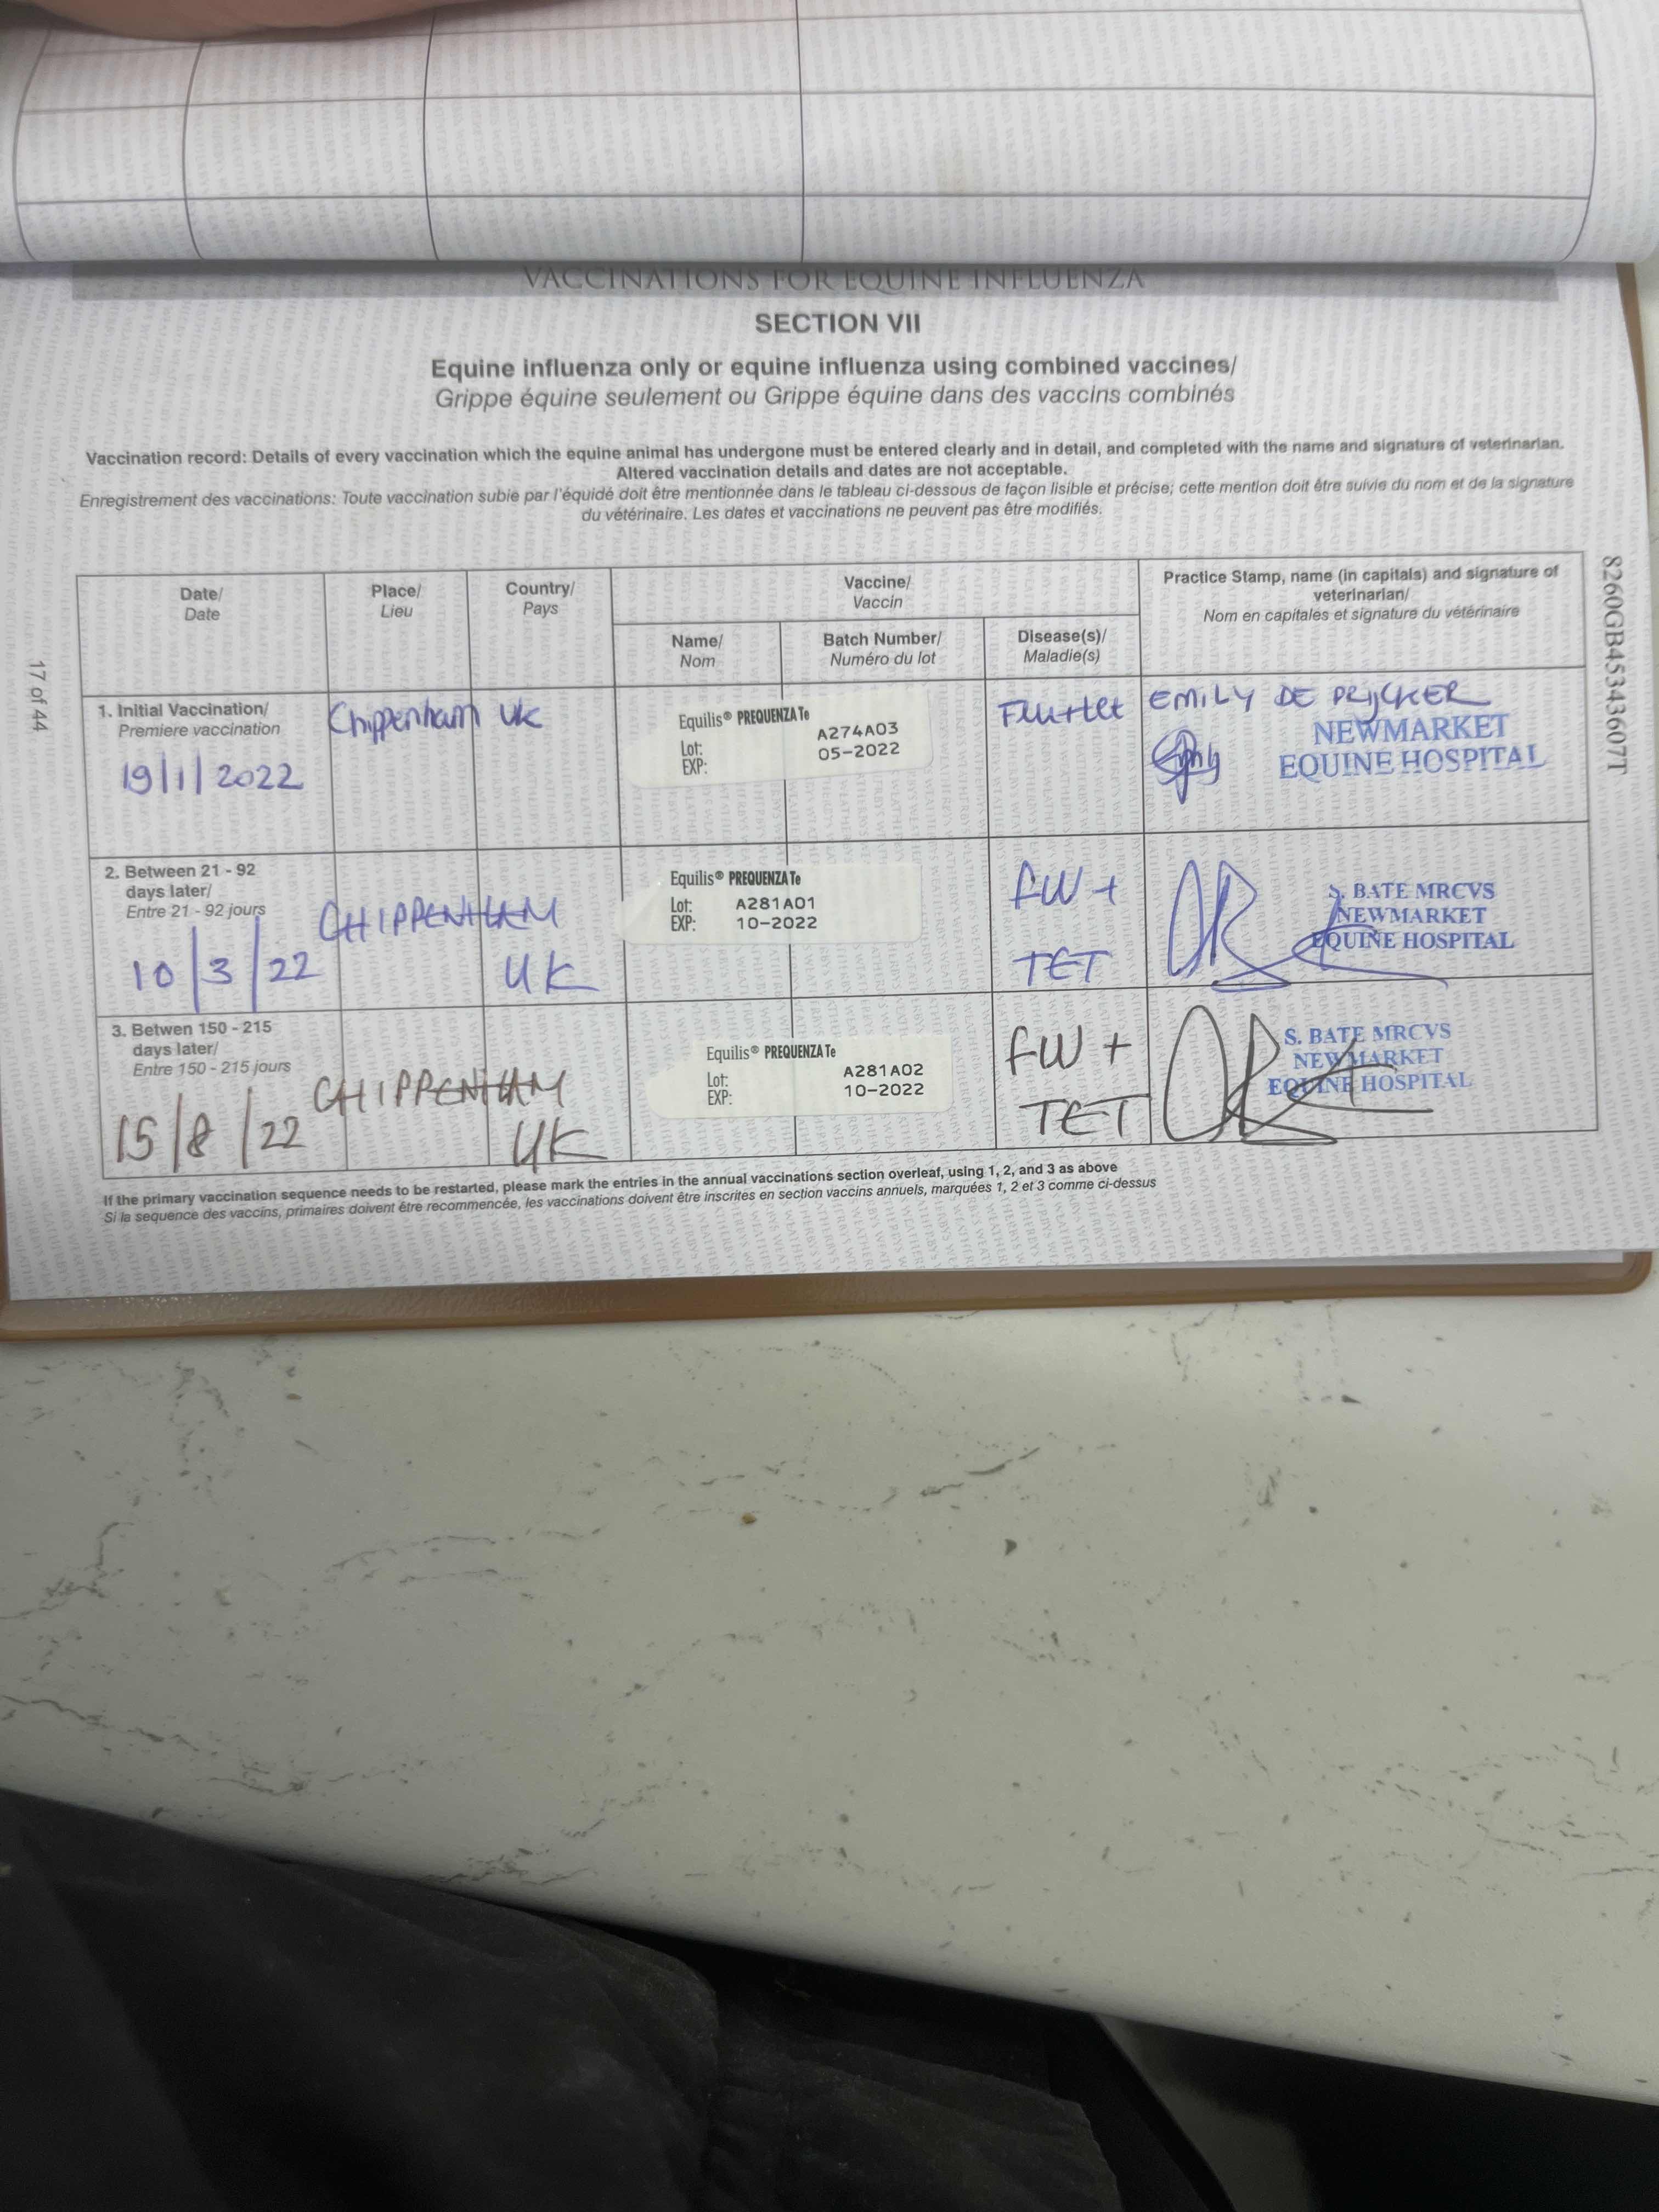 VACCINATIONS FOR EQUINE INFLUENZA
SECTION VII
Equine influenza only or equine influenza using combined vaccines/
Grippe équine seulement ou Grippe équine dans des vaccins combinés
Vaccination record: Details of every vaccination which the equine animal has undergone must be entered clearly and in detail, and completed with the name and signature of veterinarian.
Altered vaccination details and dates are not acceptable.
Enregistrement des vaccinations: Toute vaccination subie par l'équidé doit être mentionnée dans le tableau ci-dessous de façon lisible et précise; cette mention doit être suivie du nom et de la signature
du vétérinaire. Les dates et vaccinations ne peuvent pas être modifiés.
Date/
Date
Place/
Lieu
Country/
Pays
Vaccine/
Vaccin
Name/
Nom
Batch Number/
Numéro du lot
Disease(s)/
Maladie(s)
Practice Stamp, name (in capitals) and signature of
veterinarian/
Nom en capitales et signature du vétérinaire
1. Initial Vaccination/
Premiere vaccination
19/1/2022
Chippenham
UK
Equilis® PREQUENZA Te
Lot: A274A03
EXP: 05-2022
Flu+tet
EMILY DE PRIJCKER
NEWMARKET
EQUINE HOSPITAL
2. Between 21 - 92
days later/
Entre 21 - 92 jours
10/3/22
CHIPPENHAM
UK
Equilis® PREQUENZA Te
Lot: A281A01
EXP: 10-2022
FLU +
TET
S. BATE MRCVS
NEWMARKET
EQUINE HOSPITAL
3. Betwen 150 - 215
days later/
Entre 150 - 215 jours
15/8/22
CHIPPENHAM
UK
Equilis® PREQUENZA Te
Lot: A281A02
EXP: 10-2022
FLU +
TET
S. BATE MRCVS
NEWMARKET
EQUINE HOSPITAL
If the primary vaccination sequence needs to be restarted, please mark the entries in the annual vaccinations section overleaf, using 1, 2, and 3 as above
Si la sequence des vaccins, primaires doivent être recommencée, les vaccinations doivent être inscrites en section vaccins annuels, marquées 1, 2 et 3 comme ci-dessus
17 of 44
8260GB45343607T